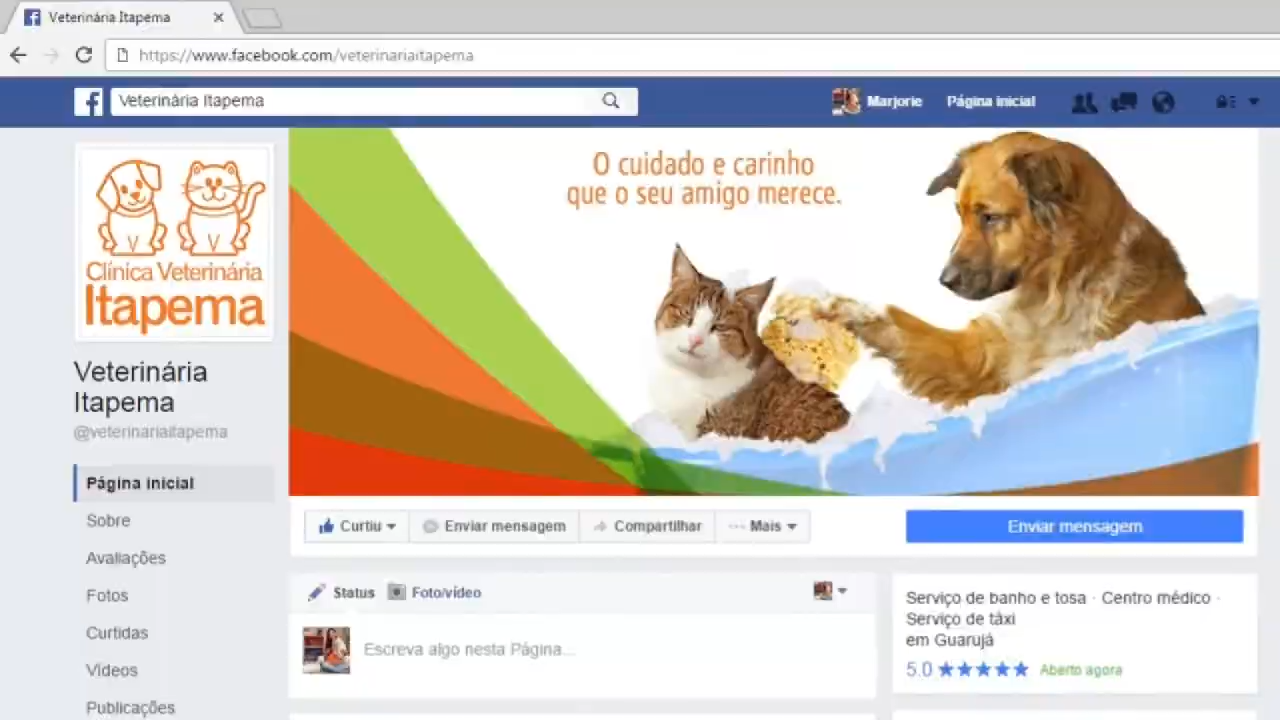 Veterinária Itapema
https://www.facebook.com/veterinariaitapema
Veterinária Itapema
Marjorie
Página inicial
Clínica Veterinária
Itapema
O cuidado e carinho
que o seu amigo merece.
Veterinária
Itapema
@veterinariaitapema
Página inicial
Sobre
Avaliações
Fotos
Curtidas
Vídeos
Publicações
Curtiu
Enviar mensagem
Compartilhar
Mais
Enviar mensagem
Status
Foto/vídeo
Escreva algo nesta Página...
Serviço de banho e tosa · Centro médico ·
Serviço de táxi
em Guarujá
5.0
Aberto agora